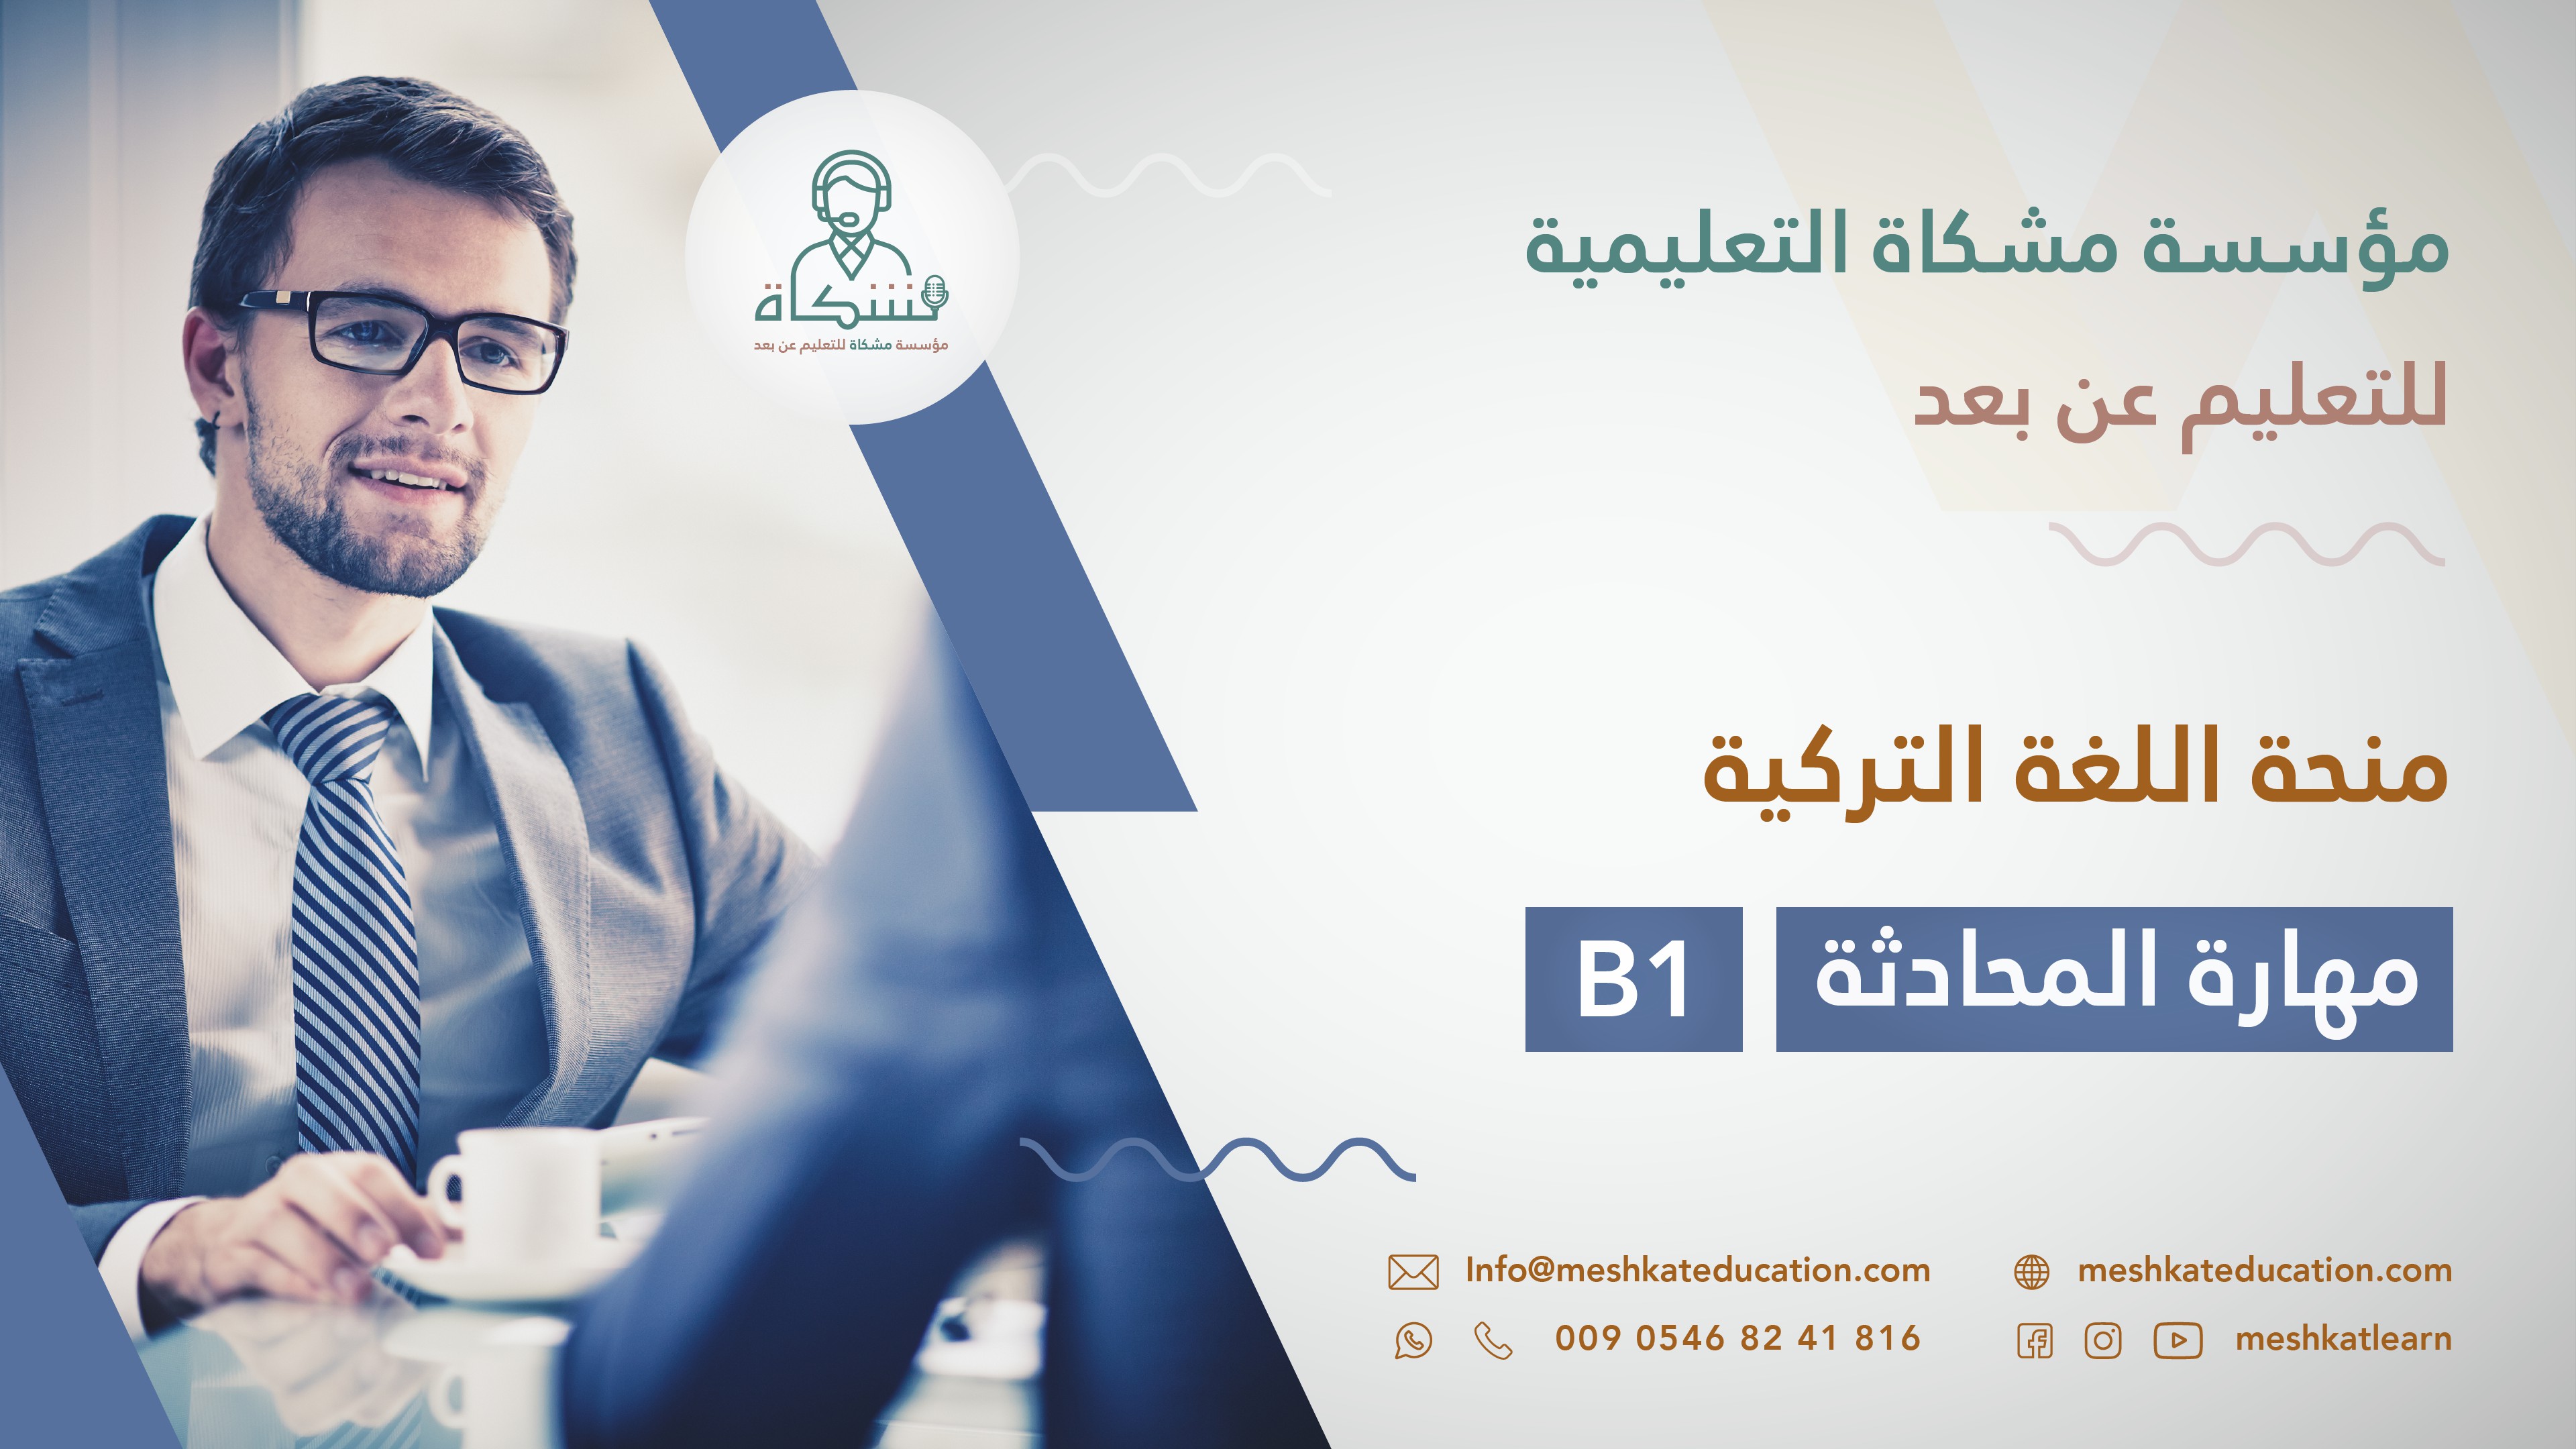 مؤسسة مشكاة التعليمية
للتعليم عن بعد
مشكاة
مؤسسة مشكاة للتعليم عن بعد
منحة اللغة التركية
مهارة المحادثة B1
Info@meshkateducation.com
meshkateducation.com
009 0546 82 41 816
meshkatlearn